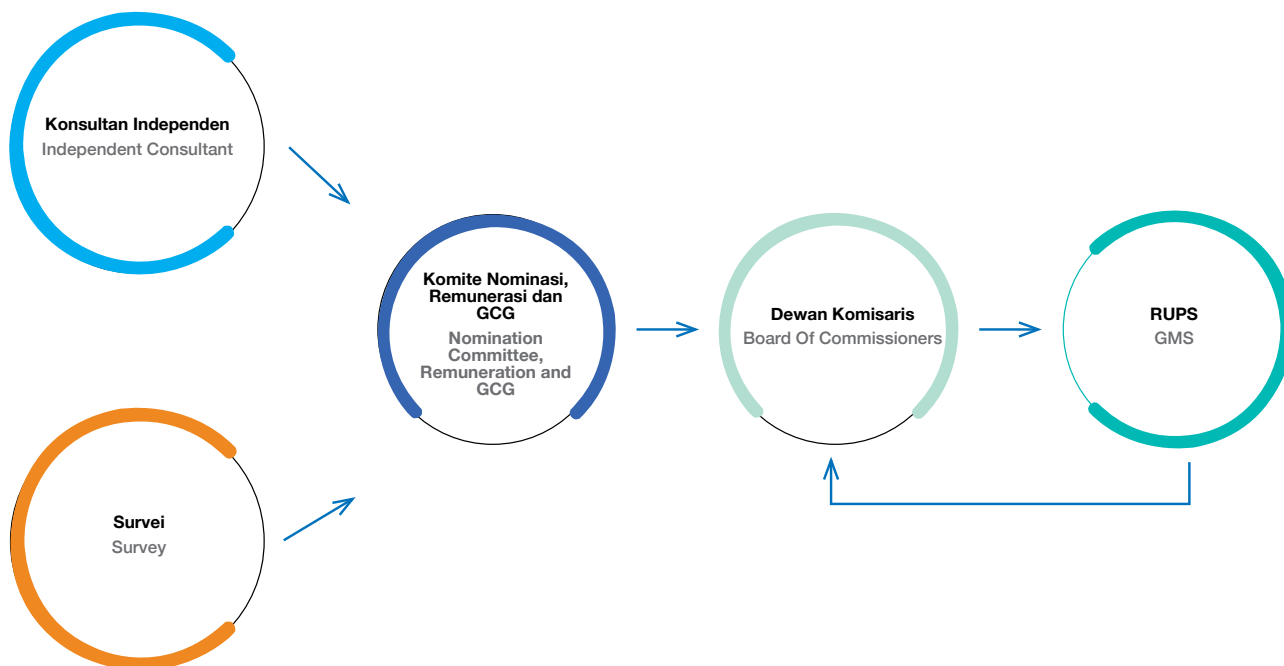 Konsultan Independen
Independent Consultant
Komite Nominasi,
Remunerasi dan
GCG
Nomination
Committee,
Remuneration and
GCG
Dewan Komisaris
Board Of Commissioners
RUPS
GMS
Survei
Survey